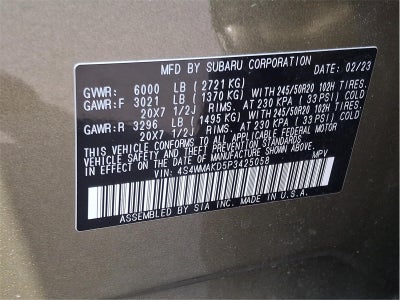 MFD BY SUBARU CORPORATION DATE: 02/23
GVWR: 6000 LB (2721 KG)
GAWR:F 3021 LB (1370 KG) WITH 245/50R20 102H TIRES,
20X7 1/2J RIMS, AT 230 KPA (33 PSI) COLD
GAWR:R 3296 LB (1495 KG) WITH 245/50R20 102H TIRES,
20X7 1/2J RIMS, AT 230 KPA (33 PSI) COLD
THIS VEHICLE CONFORMS TO ALL APPLICABLE FEDERAL MOTOR
VEHICLE SAFETY AND THEFT PREVENTION STANDARDS
IN EFFECT ON THE DATE OF MANUFACTURE SHOWN ABOVE.
VIN: 4S4WMAKD5P3425058 MPV
ASSEMBLED BY SIA INC. MADE IN U.S.A.